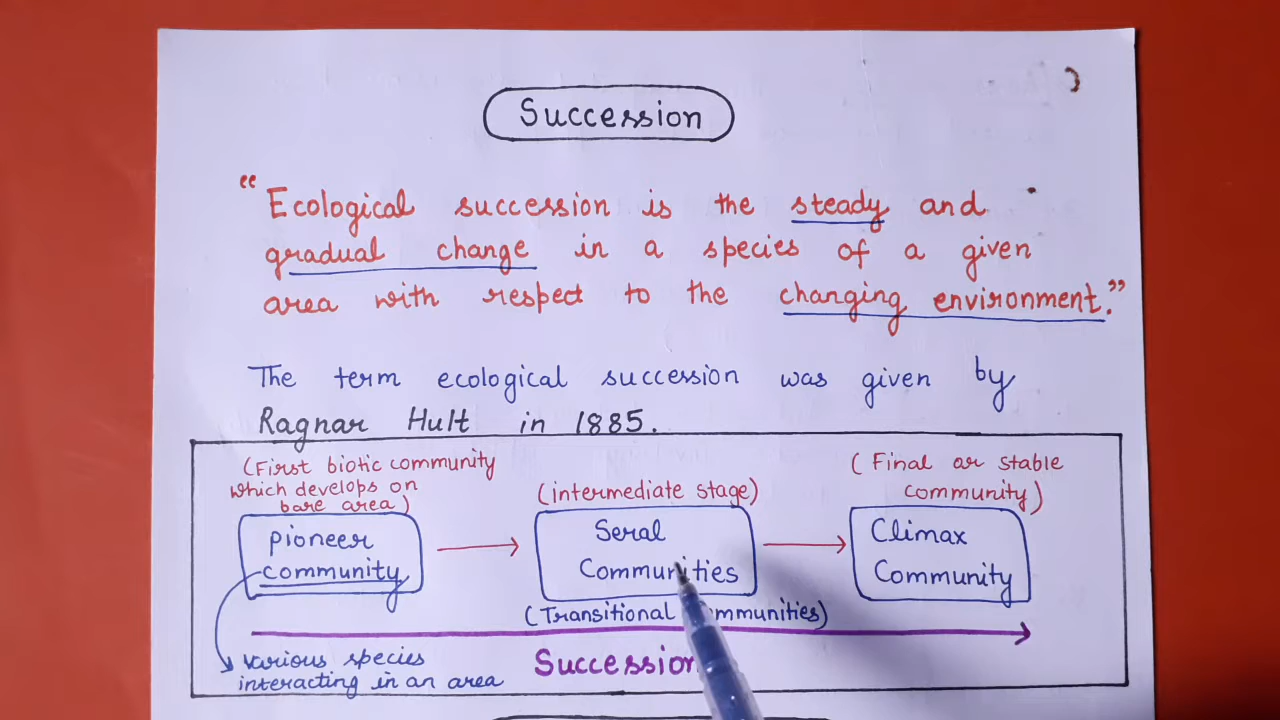 Succession
“Ecological succession is the steady and
gradual change in a species of a given
area with respect to the changing environment.”
The term ecological succession was given by
Ragnar Hult in 1885.
(First biotic community
which develops on
bare area)
pioneer
community
various species
interacting in an area
(intermediate stage)
Seral
Communities
(Transitional Communities)
(Final or stable
community)
Climax
Community
Succession